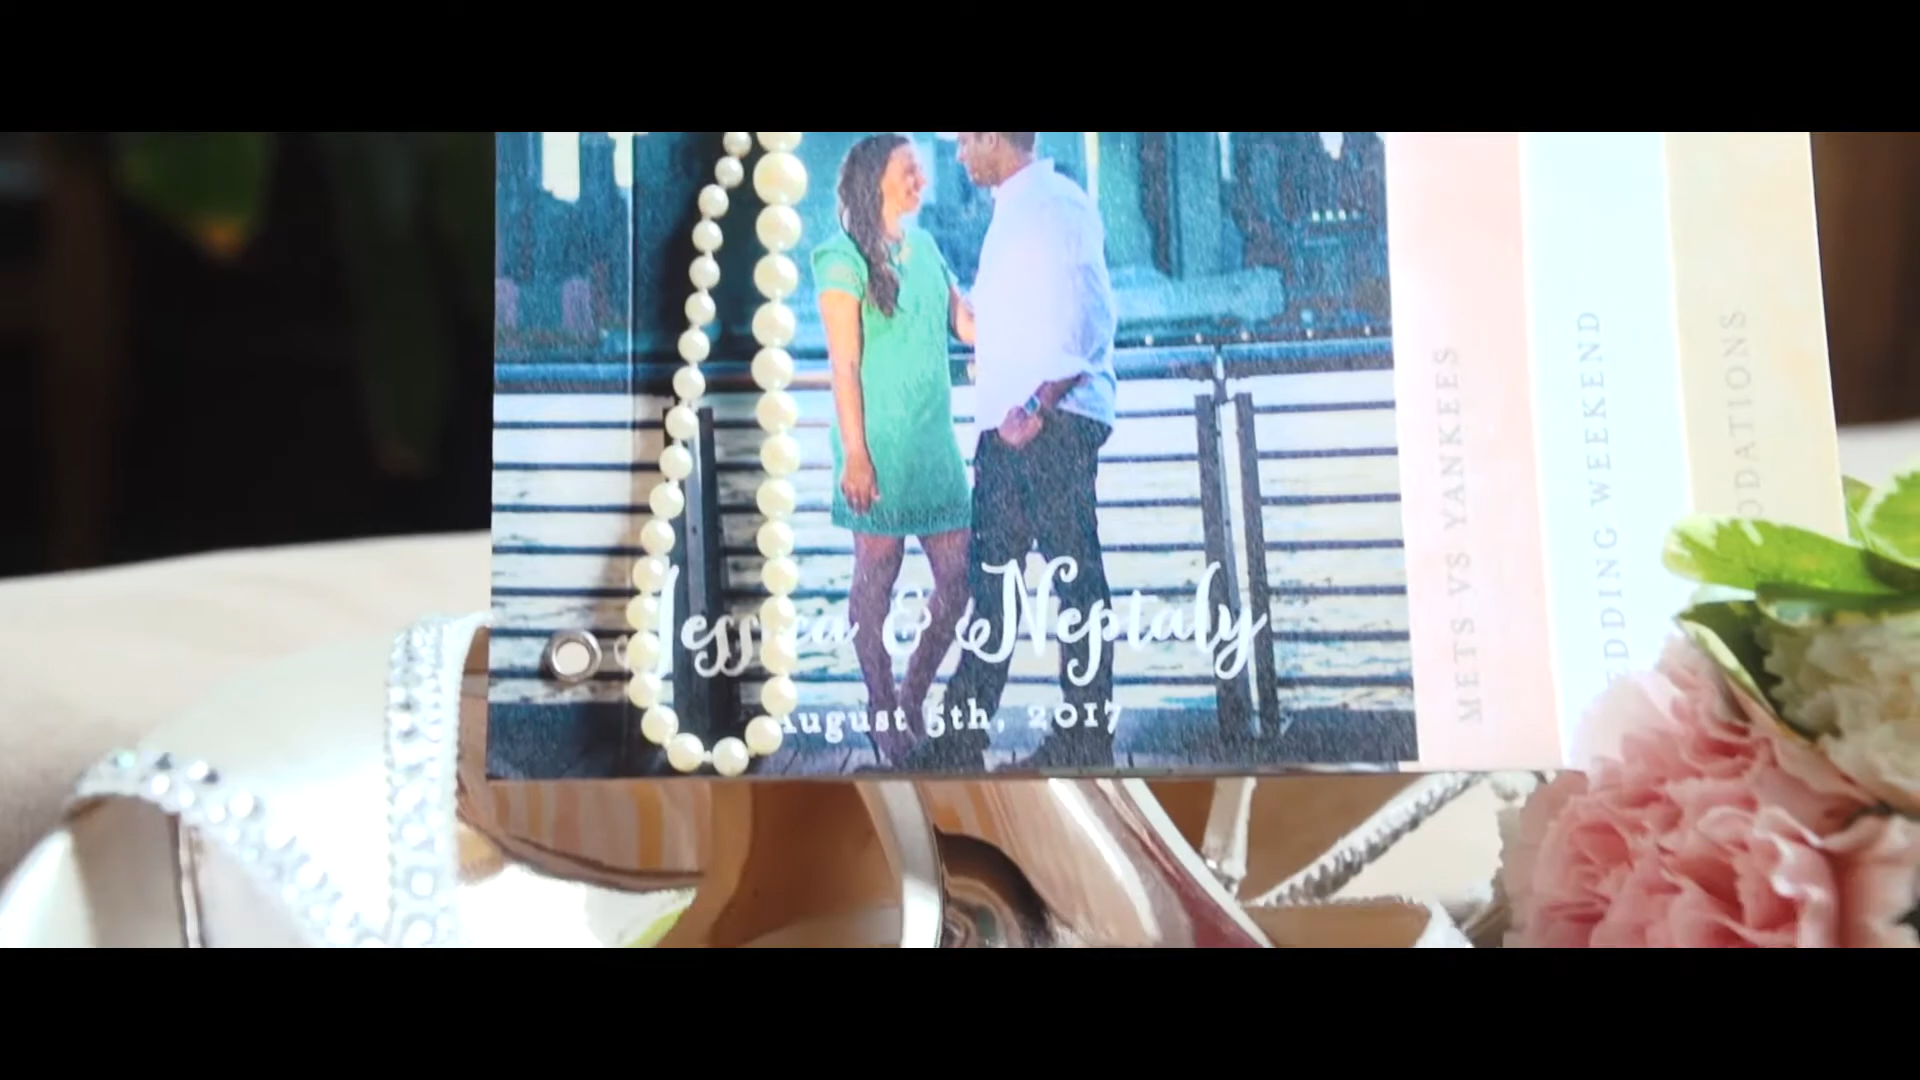 Jessica & Neptaly
August 5th, 2017
METS VS YANKEES
WEDDING WEEKEND